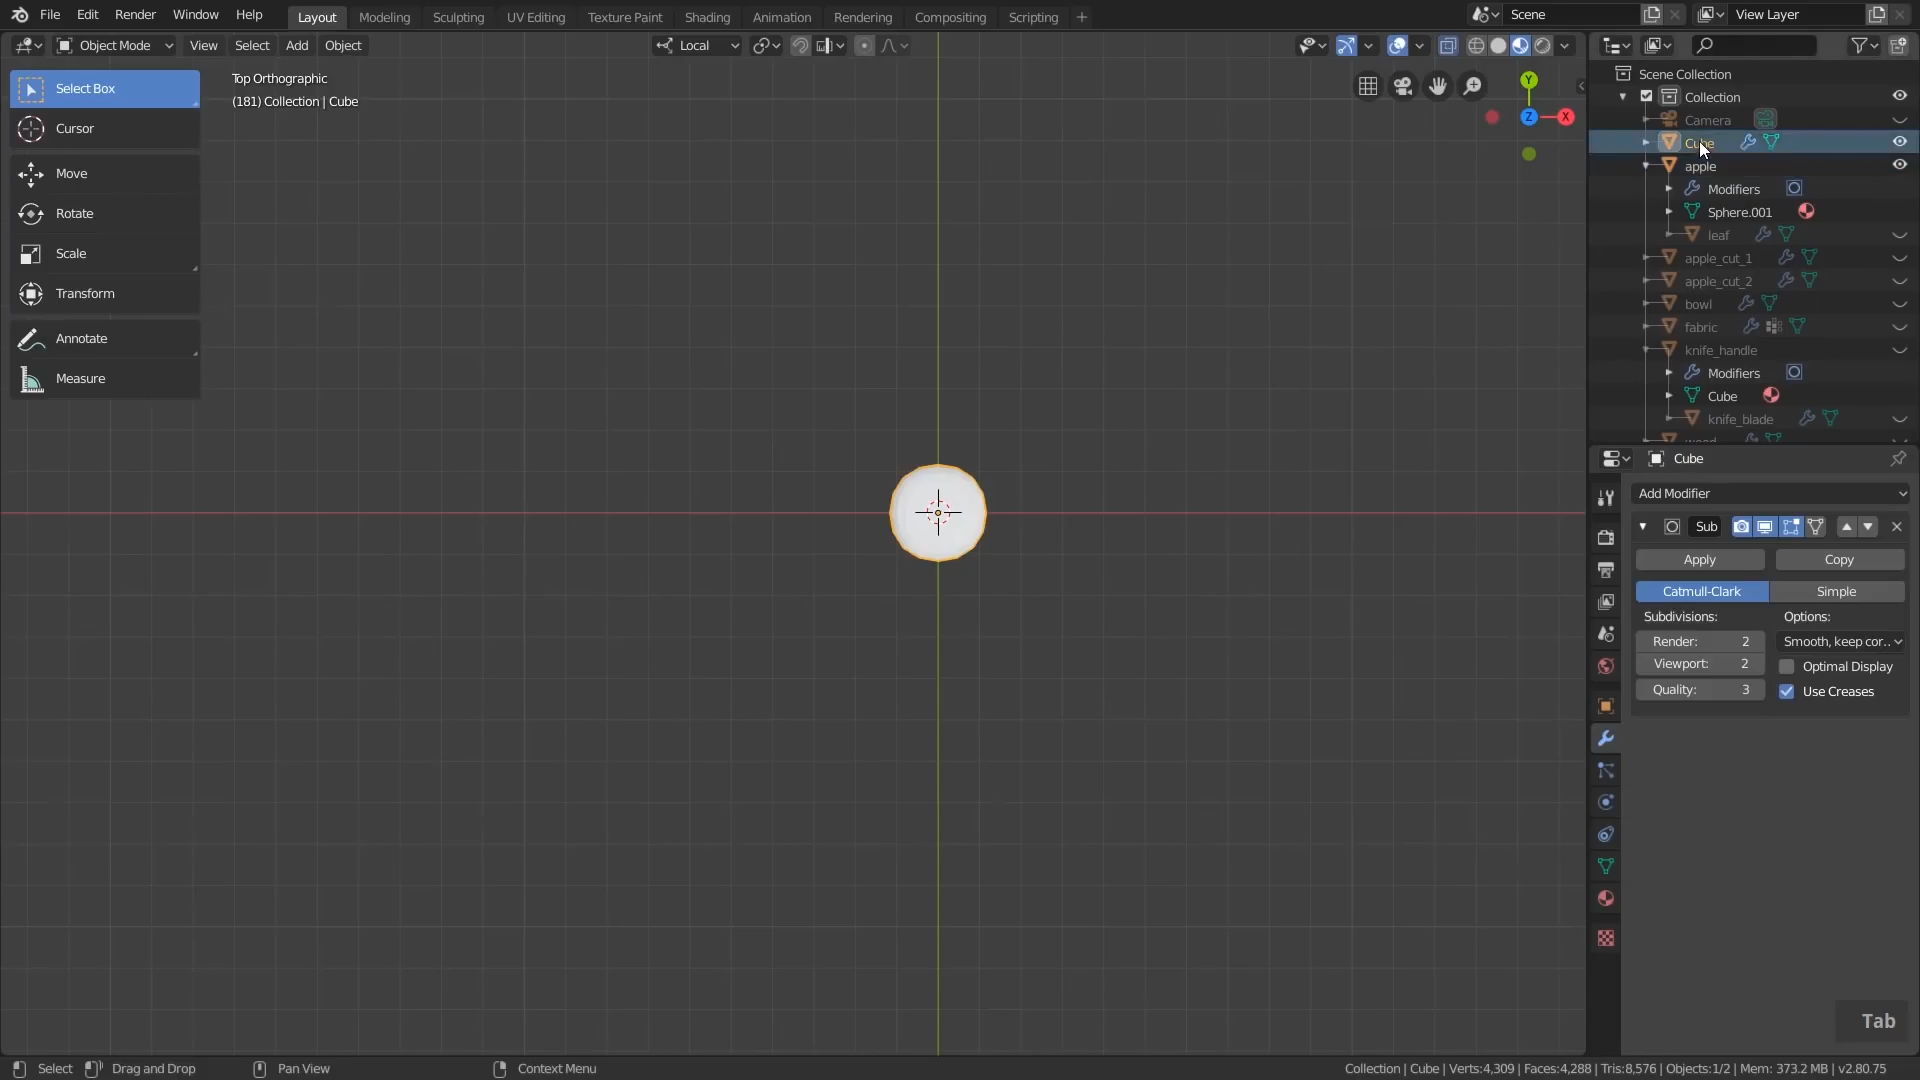 File Edit Render Window Help Layout Modeling Sculpting UV Editing Texture Paint Shading Animation Rendering Compositing Scripting + Scene View Layer
Object Mode View Select Add Object Local
Select Box
Cursor
Move
Rotate
Scale
Transform
Annotate
Measure
Top Orthographic
(181) Collection | Cube
Y
Z
X
Scene Collection
Collection
Camera
Cube
apple
Modifiers
Sphere.001
leaf
apple_cut_1
apple_cut_2
bowl
fabric
knife_handle
Modifiers
Cube
knife_blade
wood
Cube
Add Modifier
Sub
Apply Copy
Catmull-Clark Simple
Subdivisions: Options:
Render: 2 Smooth, keep cor..
Viewport: 2 Optimal Display
Quality: 3 Use Creases
Tab
Select Drag and Drop Pan View Context Menu Collection | Cube | Verts:4,309 | Faces:4,288 | Tris:8,576 | Objects:1/2 | Mem: 373.2 MB | v2.80.75